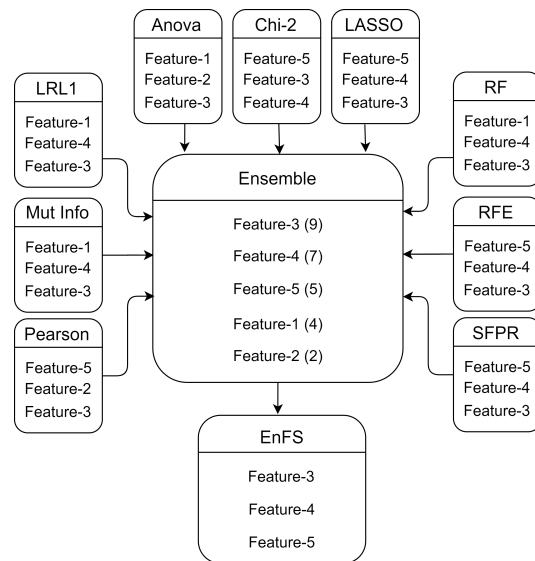 Anova
Feature-1
Feature-2
Feature-3
Chi-2
Feature-5
Feature-3
Feature-4
LASSO
Feature-5
Feature-4
Feature-3
LRL1
Feature-1
Feature-4
Feature-3
Mut Info
Feature-1
Feature-4
Feature-3
Pearson
Feature-5
Feature-2
Feature-3
Ensemble
Feature-3 (9)
Feature-4 (7)
Feature-5 (5)
Feature-1 (4)
Feature-2 (2)
RF
Feature-1
Feature-4
Feature-3
RFE
Feature-5
Feature-4
Feature-3
SFPR
Feature-5
Feature-4
Feature-3
EnFS
Feature-3
Feature-4
Feature-5